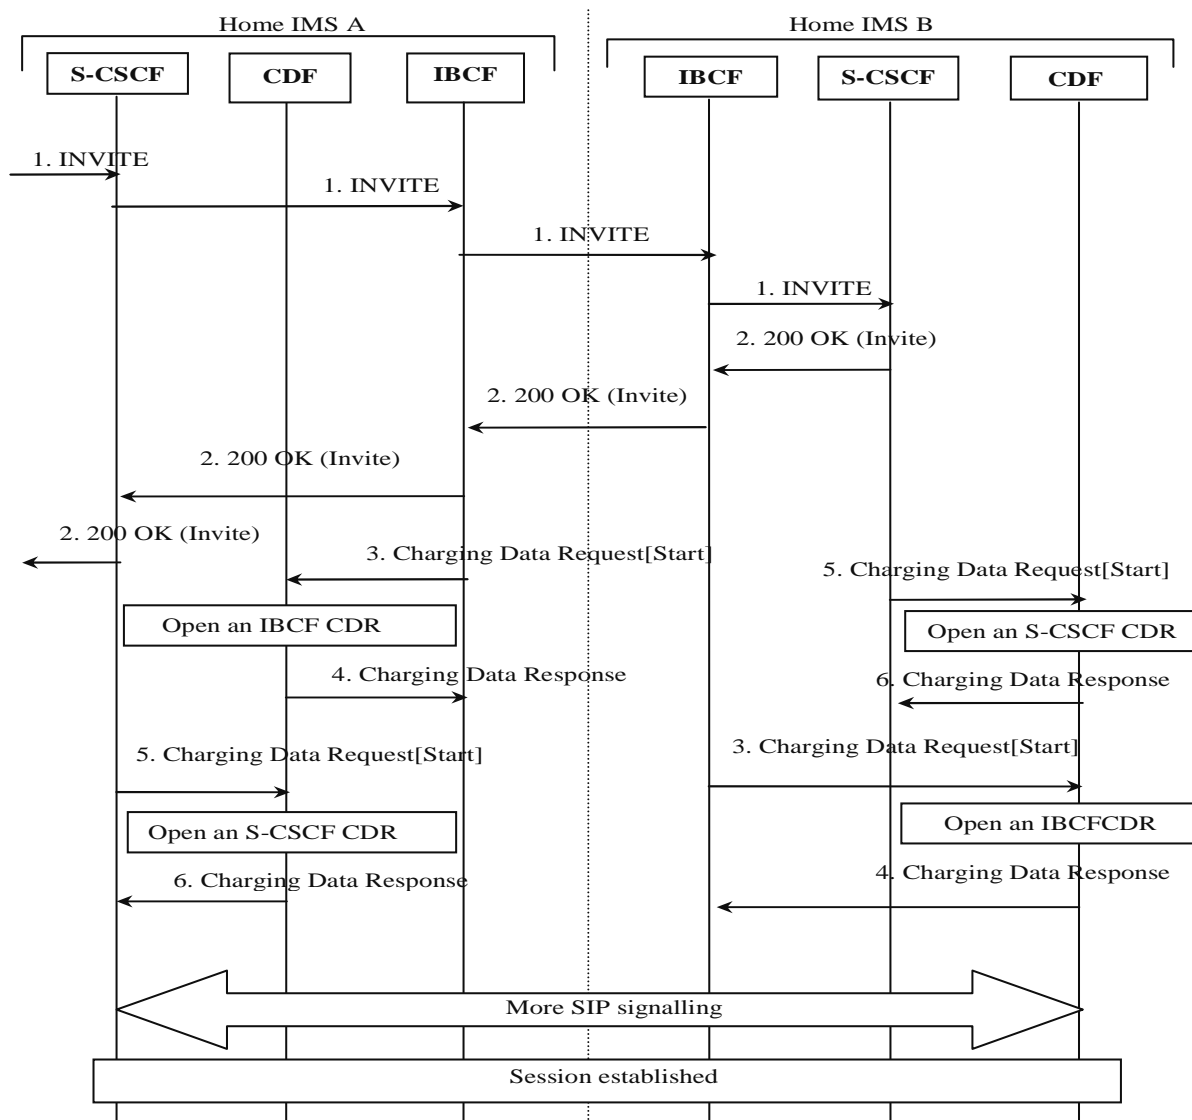 Home IMS A
Home IMS B
S-CSCF
CDF
IBCF
IBCF
S-CSCF
CDF
1. INVITE
1. INVITE
1. INVITE
1. INVITE
2. 200 OK (Invite)
2. 200 OK (Invite)
2. 200 OK (Invite)
2. 200 OK (Invite)
3. Charging Data Request[Start]
5. Charging Data Request[Start]
Open an IBCF CDR
Open an S-CSCF CDR
4. Charging Data Response
6. Charging Data Response
5. Charging Data Request[Start]
3. Charging Data Request[Start]
Open an S-CSCF CDR
Open an IBCFCDR
6. Charging Data Response
4. Charging Data Response
More SIP signalling
Session established